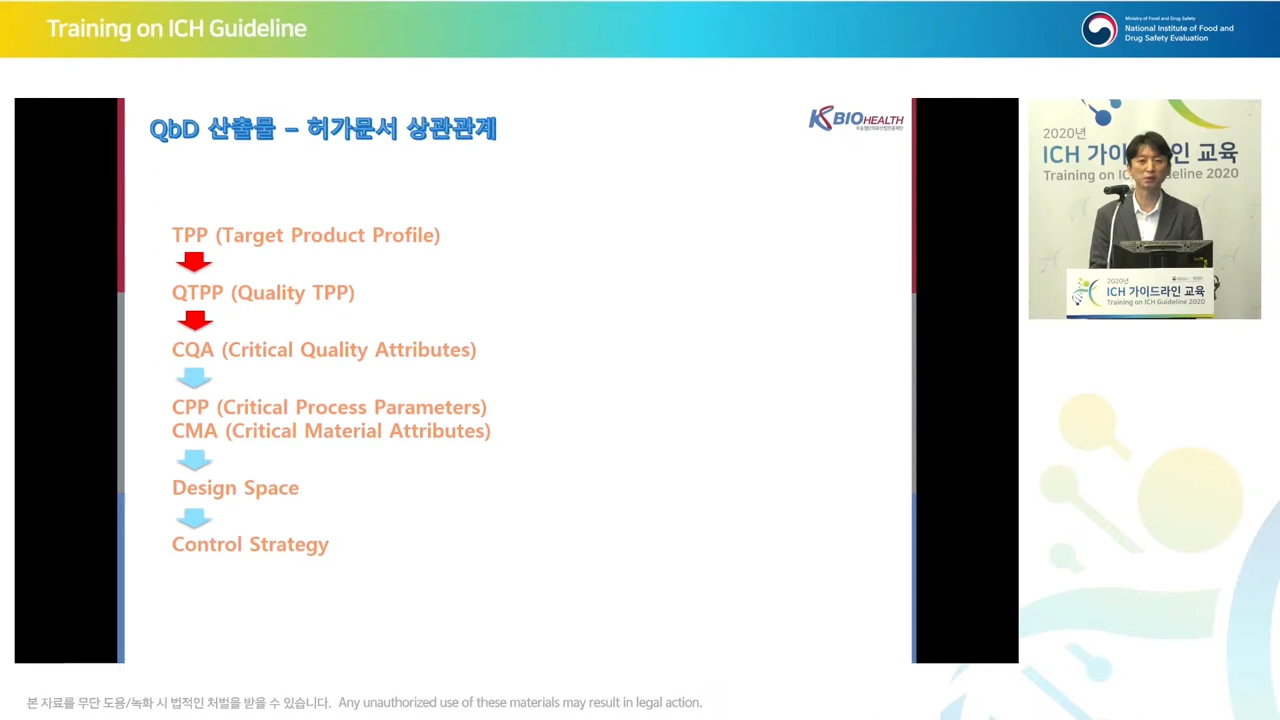 Training on ICH Guideline
Ministry of Food and Drug Safety
National Institute of Food and
Drug Safety Evaluation
QbD 산출물 – 허가문서 상관관계
KBIOHEALTH
TPP (Target Product Profile)
QTPP (Quality TPP)
CQA (Critical Quality Attributes)
CPP (Critical Process Parameters)
CMA (Critical Material Attributes)
Design Space
Control Strategy
2020년
ICH 가이 인 교육
Training on ICH Guideline 2020
2020년
ICH 가이드라인 교육
Training on ICH Guideline 2020
본 자료를 무단 도용/녹화 시 법적인 처벌을 받을 수 있습니다. Any unauthorized use of these materials may result in legal action.